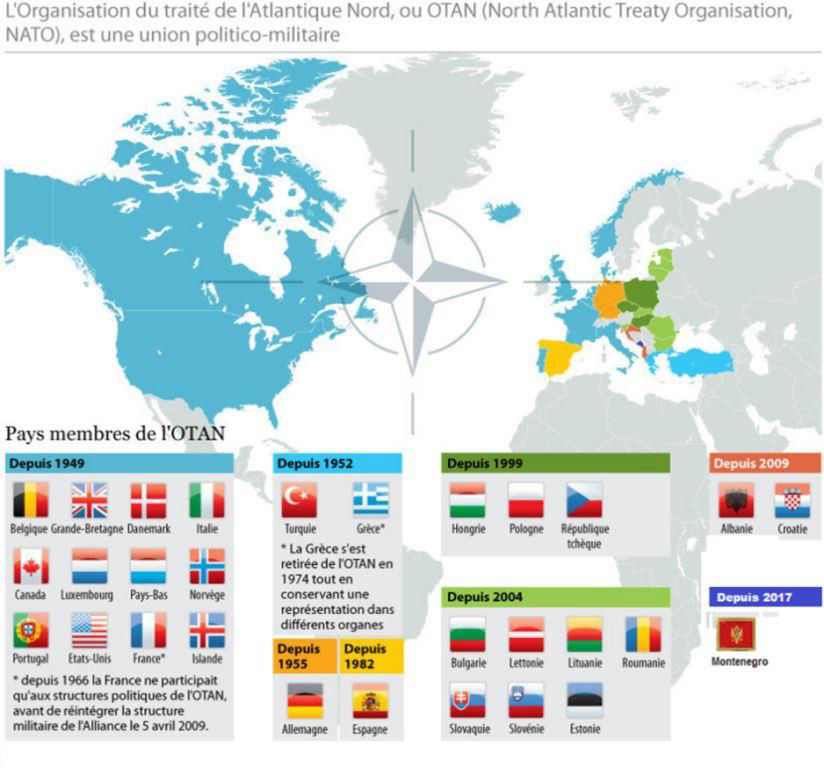 L'Organisation du traité de l'Atlantique Nord, ou OTAN (North Atlantic Treaty Organisation,
NATO), est une union politico-militaire
Pays membres de l'OTAN
Depuis 1949
Belgique Grande-Bretagne Danemark Italie
Canada Luxembourg Pays-Bas Norvège
Portugal Etats-Unis France* Islande
* depuis 1966 la France ne participait
qu'aux structures politiques de l'OTAN,
avant de réintégrer la structure
militaire de l'Alliance le 5 avril 2009.
Depuis 1952
Turquie Grèce*
* La Grèce s'est
retirée de l'OTAN en
1974 tout en
conservant une
représentation dans
différents organes
Depuis
1955
Allemagne
Depuis
1982
Espagne
Depuis 1999
Hongrie Pologne République
tchèque
Depuis 2004
Bulgarie Lettonie Lituanie Roumanie
Slovaquie Slovénie Estonie
Depuis 2009
Albanie Croatie
Depuis 2017
Montenegro